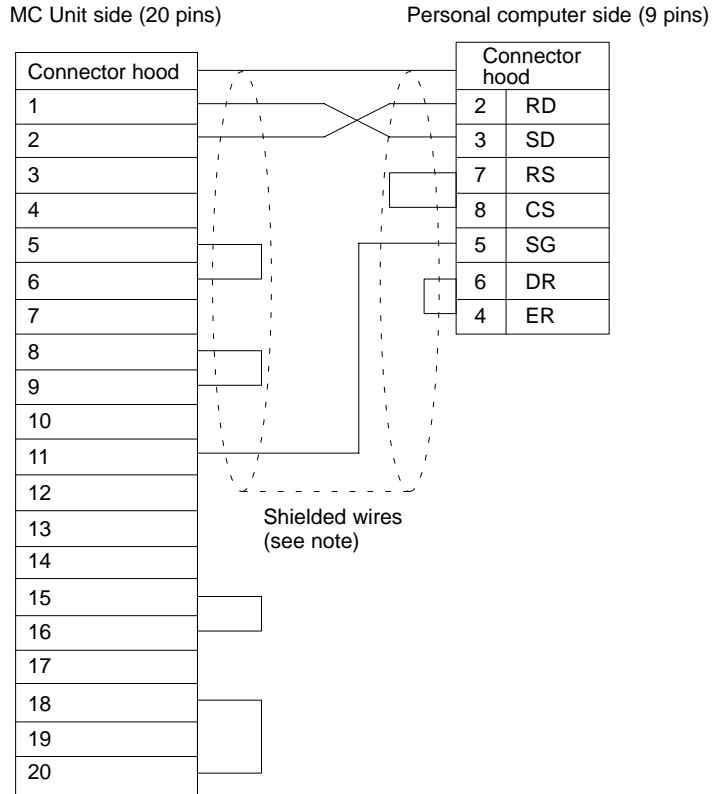 MC Unit side (20 pins)
Personal computer side (9 pins)
Connector hood
1
2
3
4
5
6
7
8
9
10
11
12
13
14
15
16
17
18
19
20
Connector
hood
2 RD
3 SD
7 RS
8 CS
5 SG
6 DR
4 ER
Shielded wires
(see note)